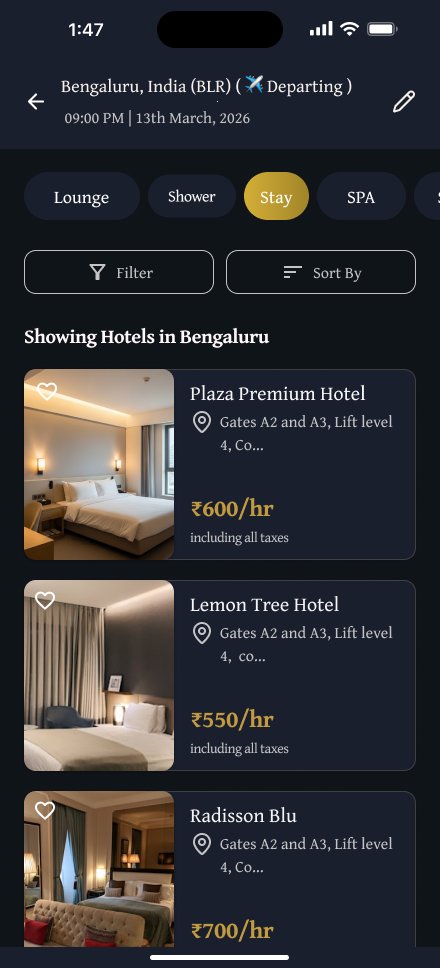 1:47
Bengaluru, India (BLR) ( ✈️ Departing )
09:00 PM | 13th March, 2026
Lounge
Shower
Stay
SPA
Filter
Sort By
Showing Hotels in Bengaluru
Plaza Premium Hotel
Gates A2 and A3, Lift level
4, Co...
₹600/hr
including all taxes
Lemon Tree Hotel
Gates A2 and A3, Lift level
4, co...
₹550/hr
including all taxes
Radisson Blu
Gates A2 and A3, Lift level
4, Co...
₹700/hr